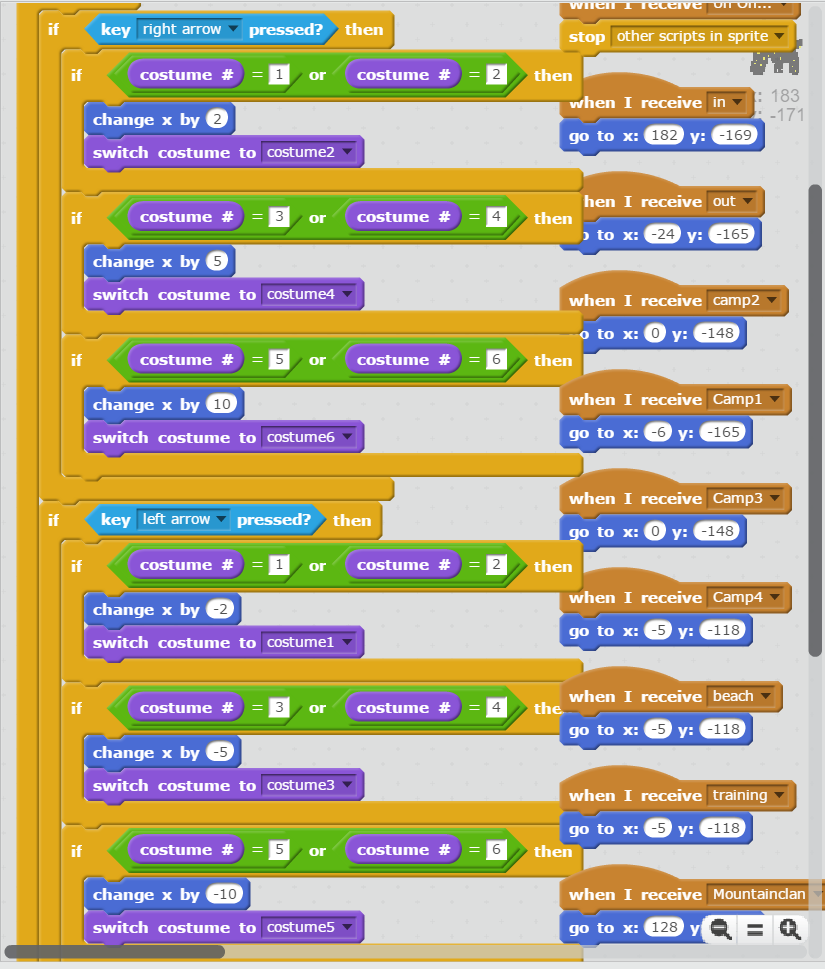 if key right arrow pressed? then
if costume # = 1 or costume # = 2 then
change x by 2
switch costume to costume2
if costume # = 3 or costume # = 4 then
change x by 5
switch costume to costume4
if costume # = 5 or costume # = 6 then
change x by 10
switch costume to costume6
if key left arrow pressed? then
if costume # = 1 or costume # = 2 then
change x by -2
switch costume to costume1
if costume # = 3 or costume # = 4 the
change x by -5
switch costume to costume3
if costume # = 5 or costume # = 6 then
change x by -10
switch costume to costume5
when I receive
stop other scripts in sprite
: 183
: -171
when I receive in
go to x: 182 y: -169
hen I receive out
o to x: -24 y: -165
when I receive camp2
o to x: 0 y: -148
when I receive Camp1
go to x: -6 y: -165
when I receive Camp3
go to x: 0 y: -148
when I receive Camp4
go to x: -5 y: -118
when I receive beach
go to x: -5 y: -118
when I receive training
go to x: -5 y: -118
when I receive Mountainclan
go to x: 128 y